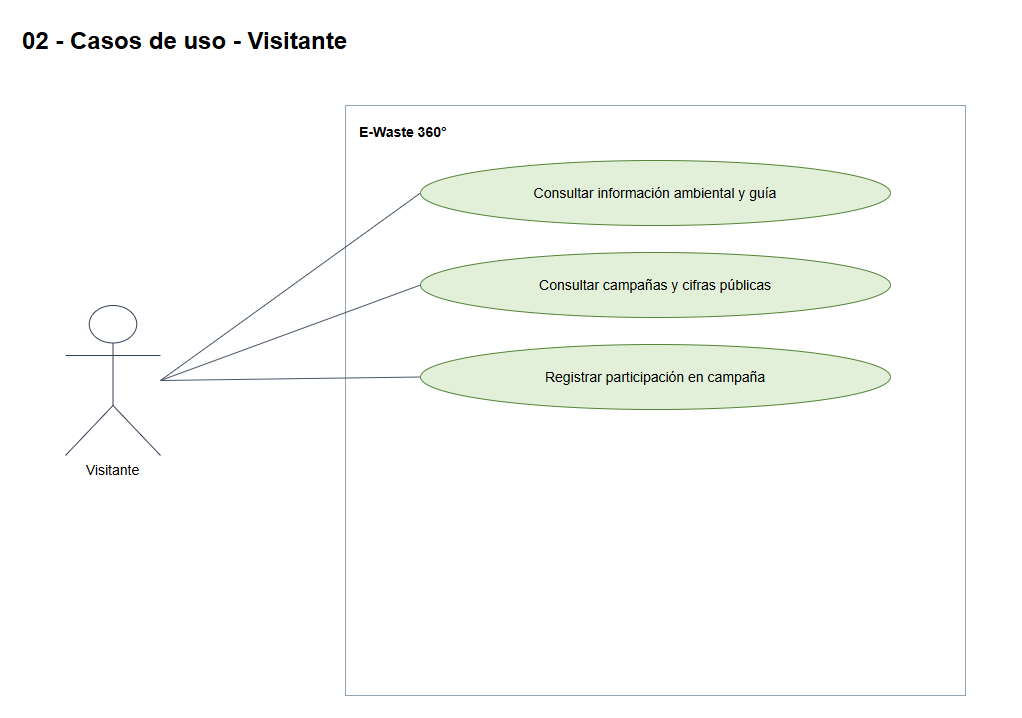 02 - Casos de uso - Visitante
E-Waste 360°
Consultar información ambiental y guía
Consultar campañas y cifras públicas
Registrar participación en campaña
Visitante